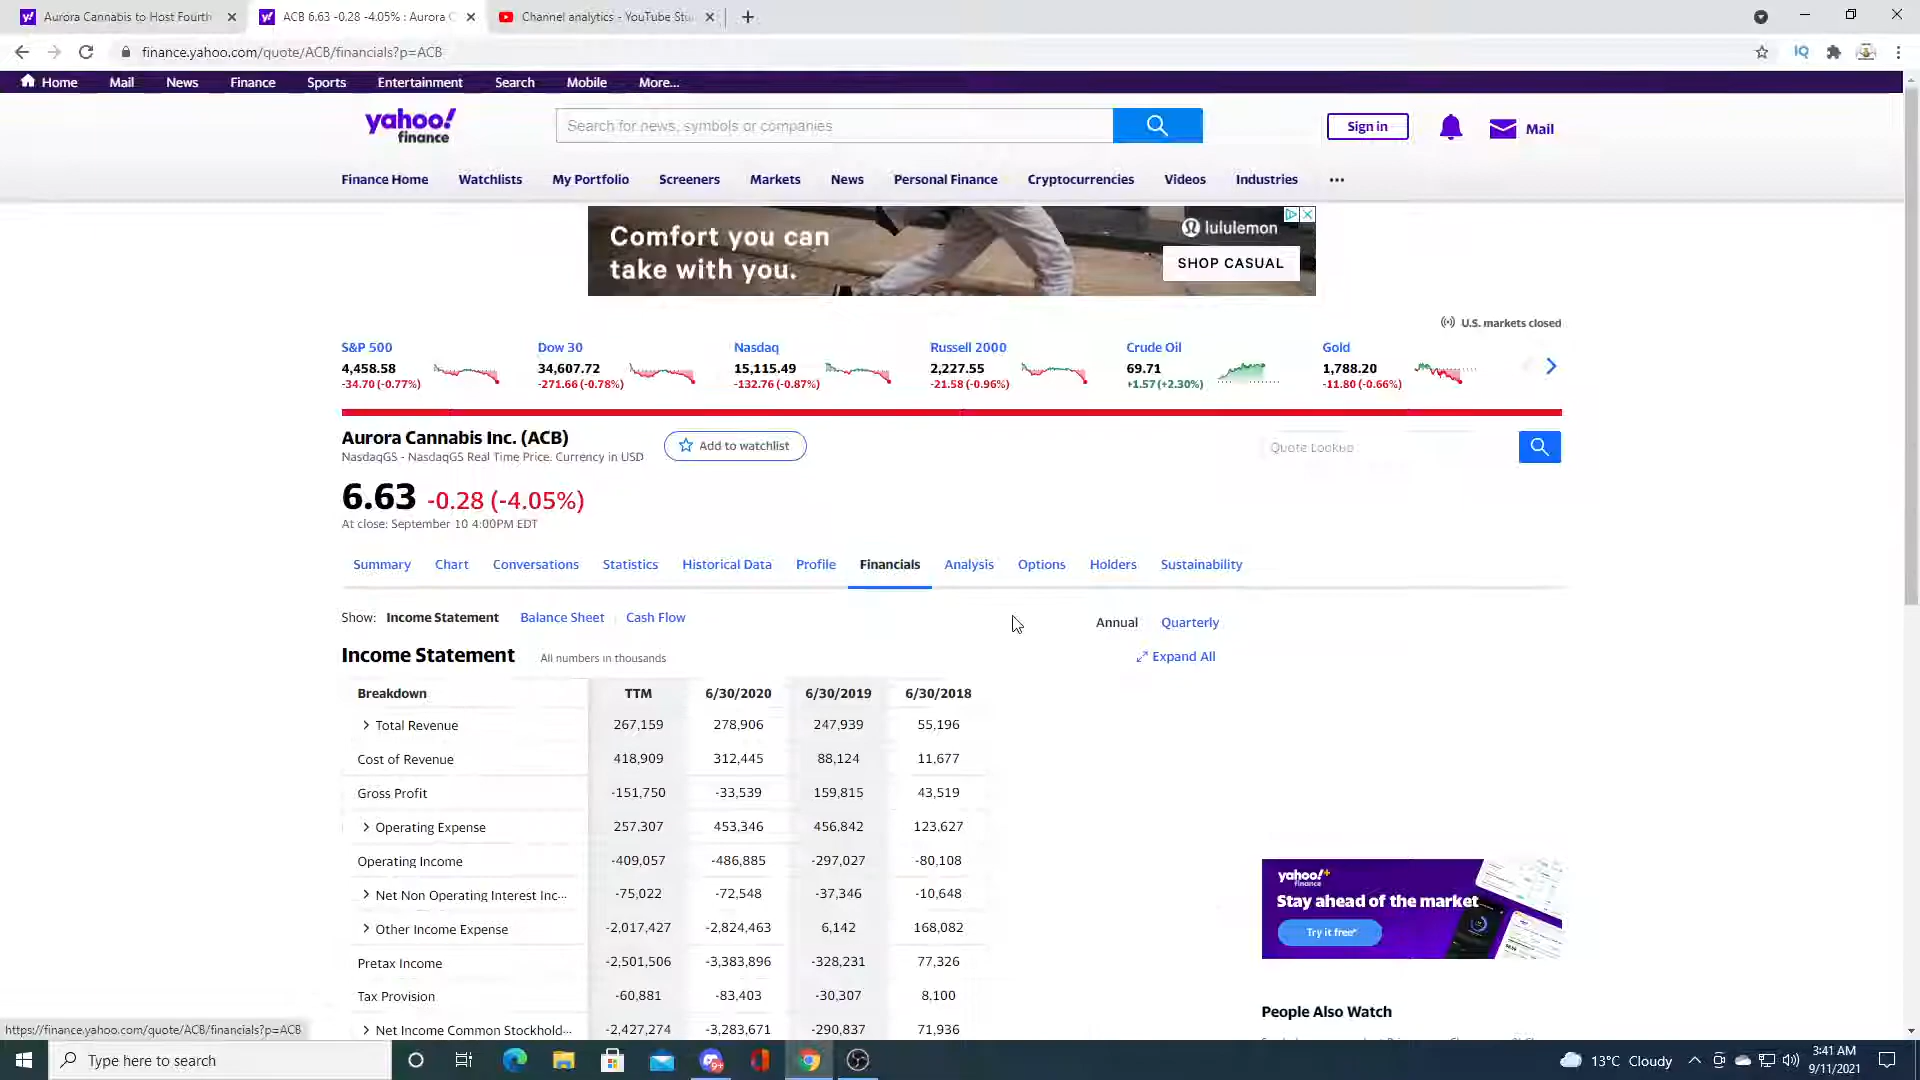 Aurora Cannabis to Host Fourth
ACB 6.63 -0.28 -4.05% : Aurora C
Channel analytics - YouTube Stu
finance.yahoo.com/quote/ACB/financials?p=ACB
IQ
Home Mail News Finance Sports Entertainment Search Mobile More...
yahoo!
finance
Search for news, symbols or companies
Sign in
Mail
Finance Home Watchlists My Portfolio Screeners Markets News Personal Finance Cryptocurrencies Videos Industries ...
Comfort you can
take with you.
lululemon
SHOP CASUAL
U.S. markets closed
S&P 500 Dow 30 Nasdaq Russell 2000 Crude Oil Gold
4,458.58 34,607.72 15,115.49 2,227.55 69.71 1,788.20
-34.70 (-0.77%) -271.66 (-0.78%) -132.76 (-0.87%) -21.58 (-0.96%) +1.57 (+2.30%) -11.80 (-0.66%)
Aurora Cannabis Inc. (ACB)
NasdaqGS - NasdaqGS Real Time Price. Currency in USD
Add to watchlist
Quote Lookup
6.63 -0.28 (-4.05%)
At close: September 10 4:00PM EDT
Summary Chart Conversations Statistics Historical Data Profile Financials Analysis Options Holders Sustainability
Show: Income Statement Balance Sheet Cash Flow
Annual Quarterly
Income Statement All numbers in thousands
Expand All
Breakdown TTM 6/30/2020 6/30/2019 6/30/2018
Total Revenue 267,159 278,906 247,939 55,196
Cost of Revenue 418,909 312,445 88,124 11,677
Gross Profit -151,750 -33,539 159,815 43,519
Operating Expense 257,307 453,346 456,842 123,627
Operating Income -409,057 -486,885 -297,027 -80,108
Net Non Operating Interest Inc... -75,022 -72,548 -37,346 -10,648
Other Income Expense -2,017,427 -2,824,463 6,142 168,082
Pretax Income -2,501,506 -3,383,896 -328,231 77,326
Tax Provision -60,881 -83,403 -30,307 8,100
Net Income Common Stockhold... -2,427,274 -3,283,671 -290,837 71,936
yahoo!+
finance
Stay ahead of the market
Try it free*
People Also Watch
https://finance.yahoo.com/quote/ACB/financials?p=ACB
Type here to search
9+
13°C Cloudy
3:41 AM
9/11/2021